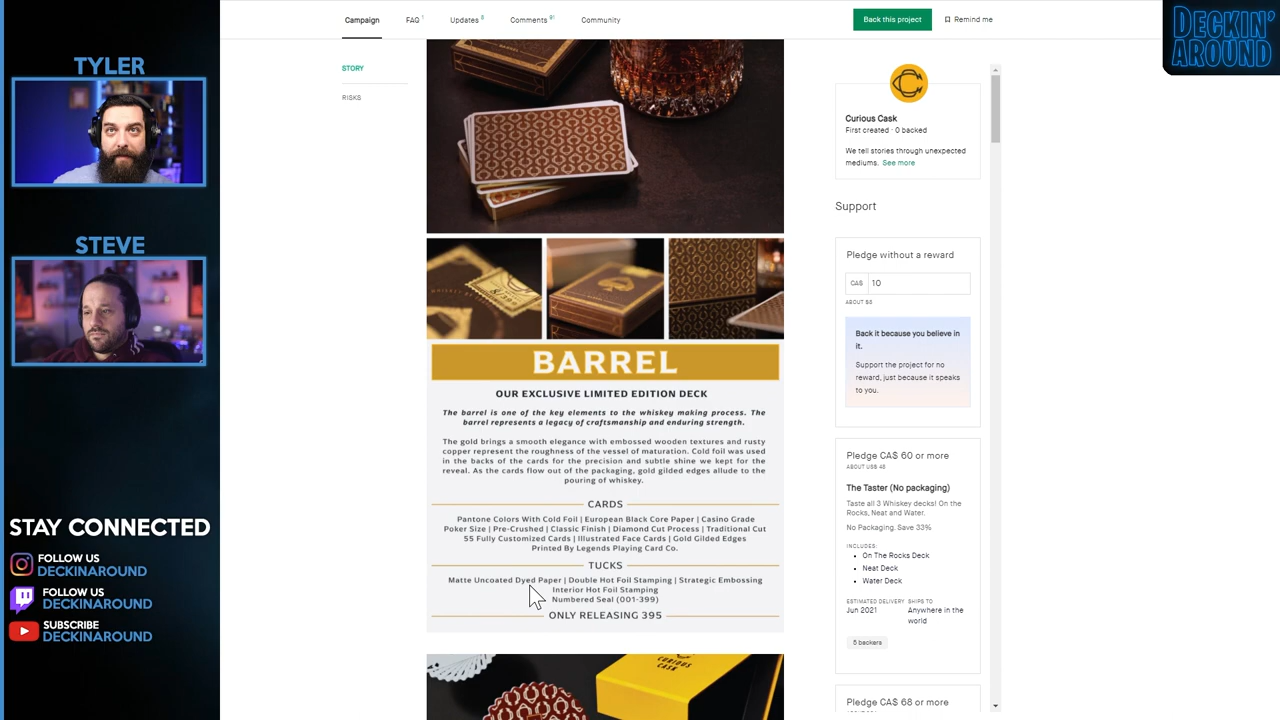 Campaign
FAQ 1
Updates 8
Comments 91
Community
Back this project
Remind me
DECKIN'
AROUND
TYLER
STEVE
STAY CONNECTED
FOLLOW US
DECKINAROUND
FOLLOW US
DECKINAROUND
SUBSCRIBE
DECKINAROUND
STORY
RISKS
BARREL
OUR EXCLUSIVE LIMITED EDITION DECK
The barrel is one of the key elements to the whiskey making process. The
barrel represents a legacy of craftsmanship and enduring strength.
The gold brings a smooth elegance with embossed wooden textures and rusty
copper represent the roughness of the vessel of maturation. Cold foil was used
in the backs of the cards for the precision and subtle shine we kept for the
reveal. As the cards flow out of the packaging, gold gilded edges allude to the
pouring of whiskey.
CARDS
Pantone Colors With Cold Foil | European Black Core Paper | Casino Grade
Poker Size | Pre-Crushed | Classic Finish | Diamond Cut Process | Traditional Cut
55 Fully Customized Cards | Illustrated Face Cards | Gold Gilded Edges
Printed By Legends Playing Card Co.
TUCKS
Matte Uncoated Dyed Paper | Double Hot Foil Stamping | Strategic Embossing
Interior Hot Foil Stamping
Numbered Seal (001-399)
ONLY RELEASING 395
CURIOUS
CASK
Curious Cask
First created · 0 backed
We tell stories through unexpected
mediums. See more
Support
Pledge without a reward
CA$ 10
ABOUT $8
Back it because you believe in
it.
Support the project for no
reward, just because it speaks
to you.
Pledge CA$ 60 or more
ABOUT US$ 48
The Taster (No packaging)
Taste all 3 Whiskey decks! On the
Rocks, Neat and Water.
No Packaging. Save 33%
INCLUDES:
• On The Rocks Deck
• Neat Deck
• Water Deck
ESTIMATED DELIVERY SHIPS TO
Jun 2021 Anywhere in the
world
5 backers
Pledge CA$ 68 or more